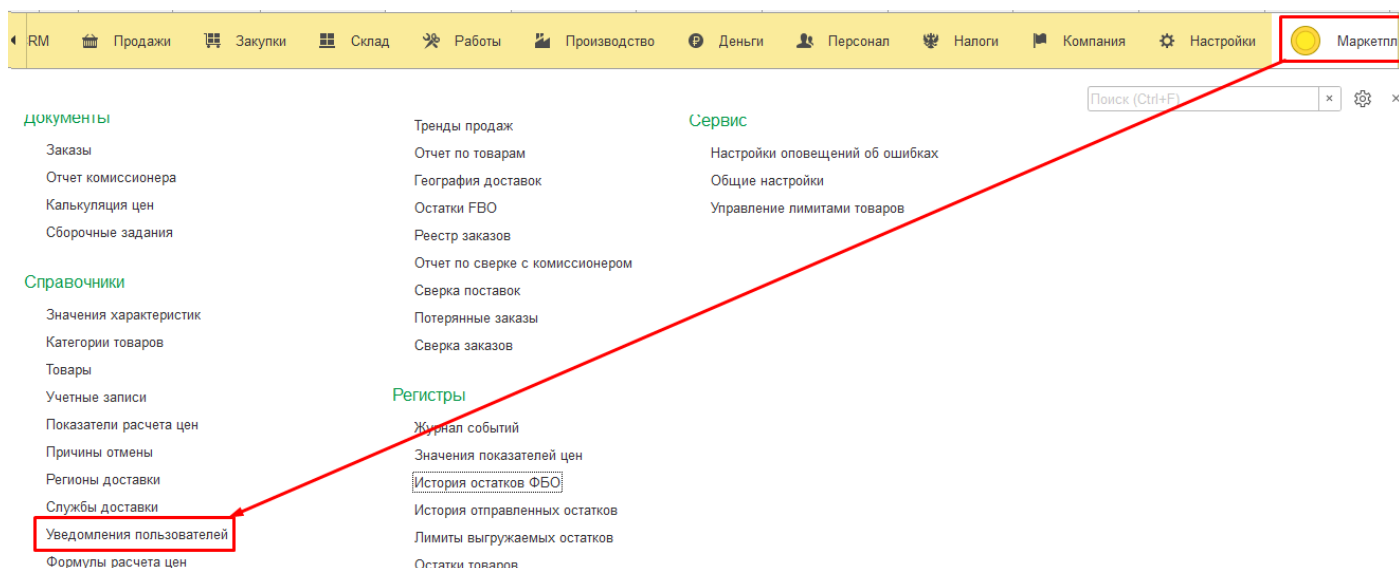 RM Продажи Закупки Склад Работы Производство Деньги Персонал Налоги Компания Настройки Маркетпл
Поиск (Ctrl+F)
Документы
Заказы
Отчет комиссионера
Калькуляция цен
Сборочные задания
Справочники
Значения характеристик
Категории товаров
Товары
Учетные записи
Показатели расчета цен
Причины отмены
Регионы доставки
Службы доставки
Уведомления пользователей
Формулы расчета цен
Тренды продаж
Отчет по товарам
География доставок
Остатки FBO
Реестр заказов
Отчет по сверке с комиссионером
Сверка поставок
Потерянные заказы
Сверка заказов
Регистры
Журнал событий
Значения показателей цен
История остатков ФБО
История отправленных остатков
Лимиты выгружаемых остатков
Остатки товаров
Сервис
Настройки оповещений об ошибках
Общие настройки
Управление лимитами товаров